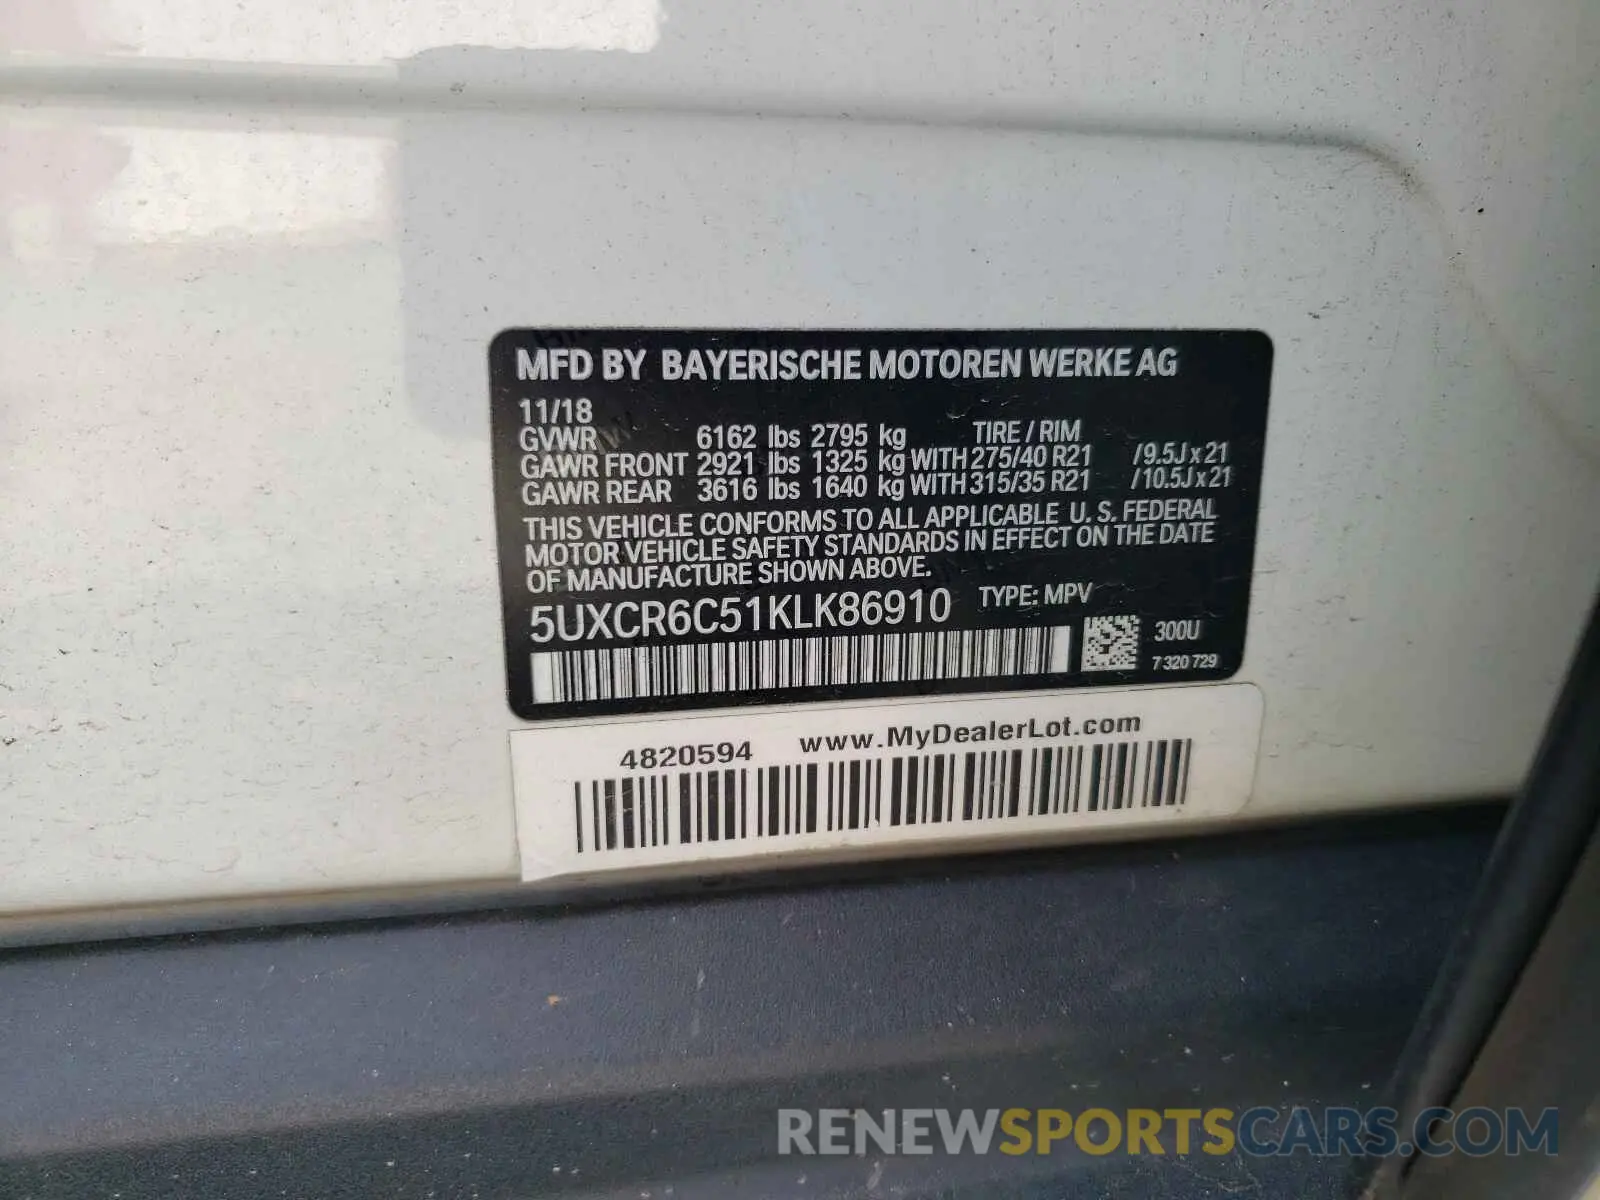 MFD BY BAYERISCHE MOTOREN WERKE AG
11/18
GVWR 6162 lbs 2795 kg TIRE / RIM
GAWR FRONT 2921 lbs 1325 kg WITH 275/40 R21 /9.5J x 21
GAWR REAR 3616 lbs 1640 kg WITH 315/35 R21 /10.5J x 21
THIS VEHICLE CONFORMS TO ALL APPLICABLE U. S. FEDERAL
MOTOR VEHICLE SAFETY STANDARDS IN EFFECT ON THE DATE
OF MANUFACTURE SHOWN ABOVE.
5UXCR6C51KLK86910 TYPE: MPV
300U
7 320 729
4820594 www.MyDealerLot.com
RENEWSPORTSCARS.COM